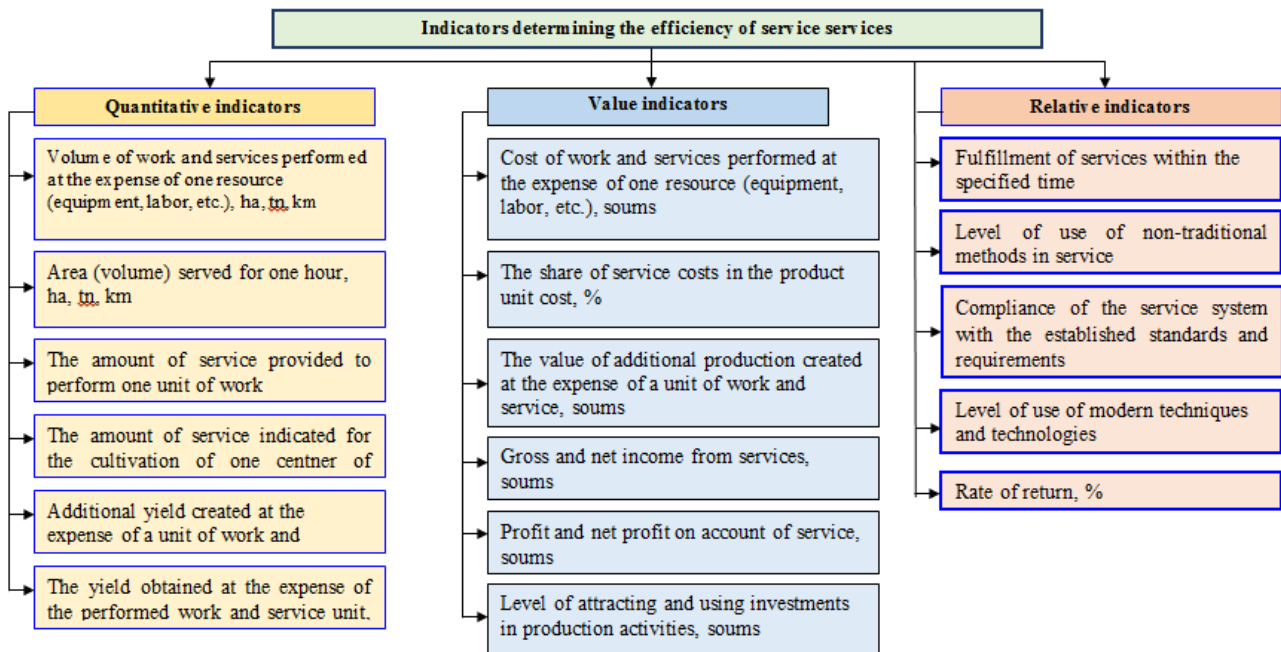 Indicators determining the efficiency of service services
Quantitative indicators
Volume of work and services performed
at the expense of one resource
(equipment, labor, etc.), ha, tn, km
Area (volume) served for one hour,
ha, tn, km
The amount of service provided to
perform one unit of work
The amount of service indicated for
the cultivation of one centner of
Additional yield created at the
expense of a unit of work and
The yield obtained at the expense of
the performed work and service unit,
Value indicators
Cost of work and services performed at
the expense of one resource (equipment,
labor, etc.), soums
The share of service costs in the product
unit cost, %
The value of additional production created
at the expense of a unit of work and
service, soums
Gross and net income from services,
soums
Profit and net profit on account of service,
soums
Level of attracting and using investments
in production activities, soums
Relative indicators
Fulfillment of services within the
specified time
Level of use of non-traditional
methods in service
Compliance of the service system
with the established standards and
requirements
Level of use of modern techniques
and technologies
Rate of return, %